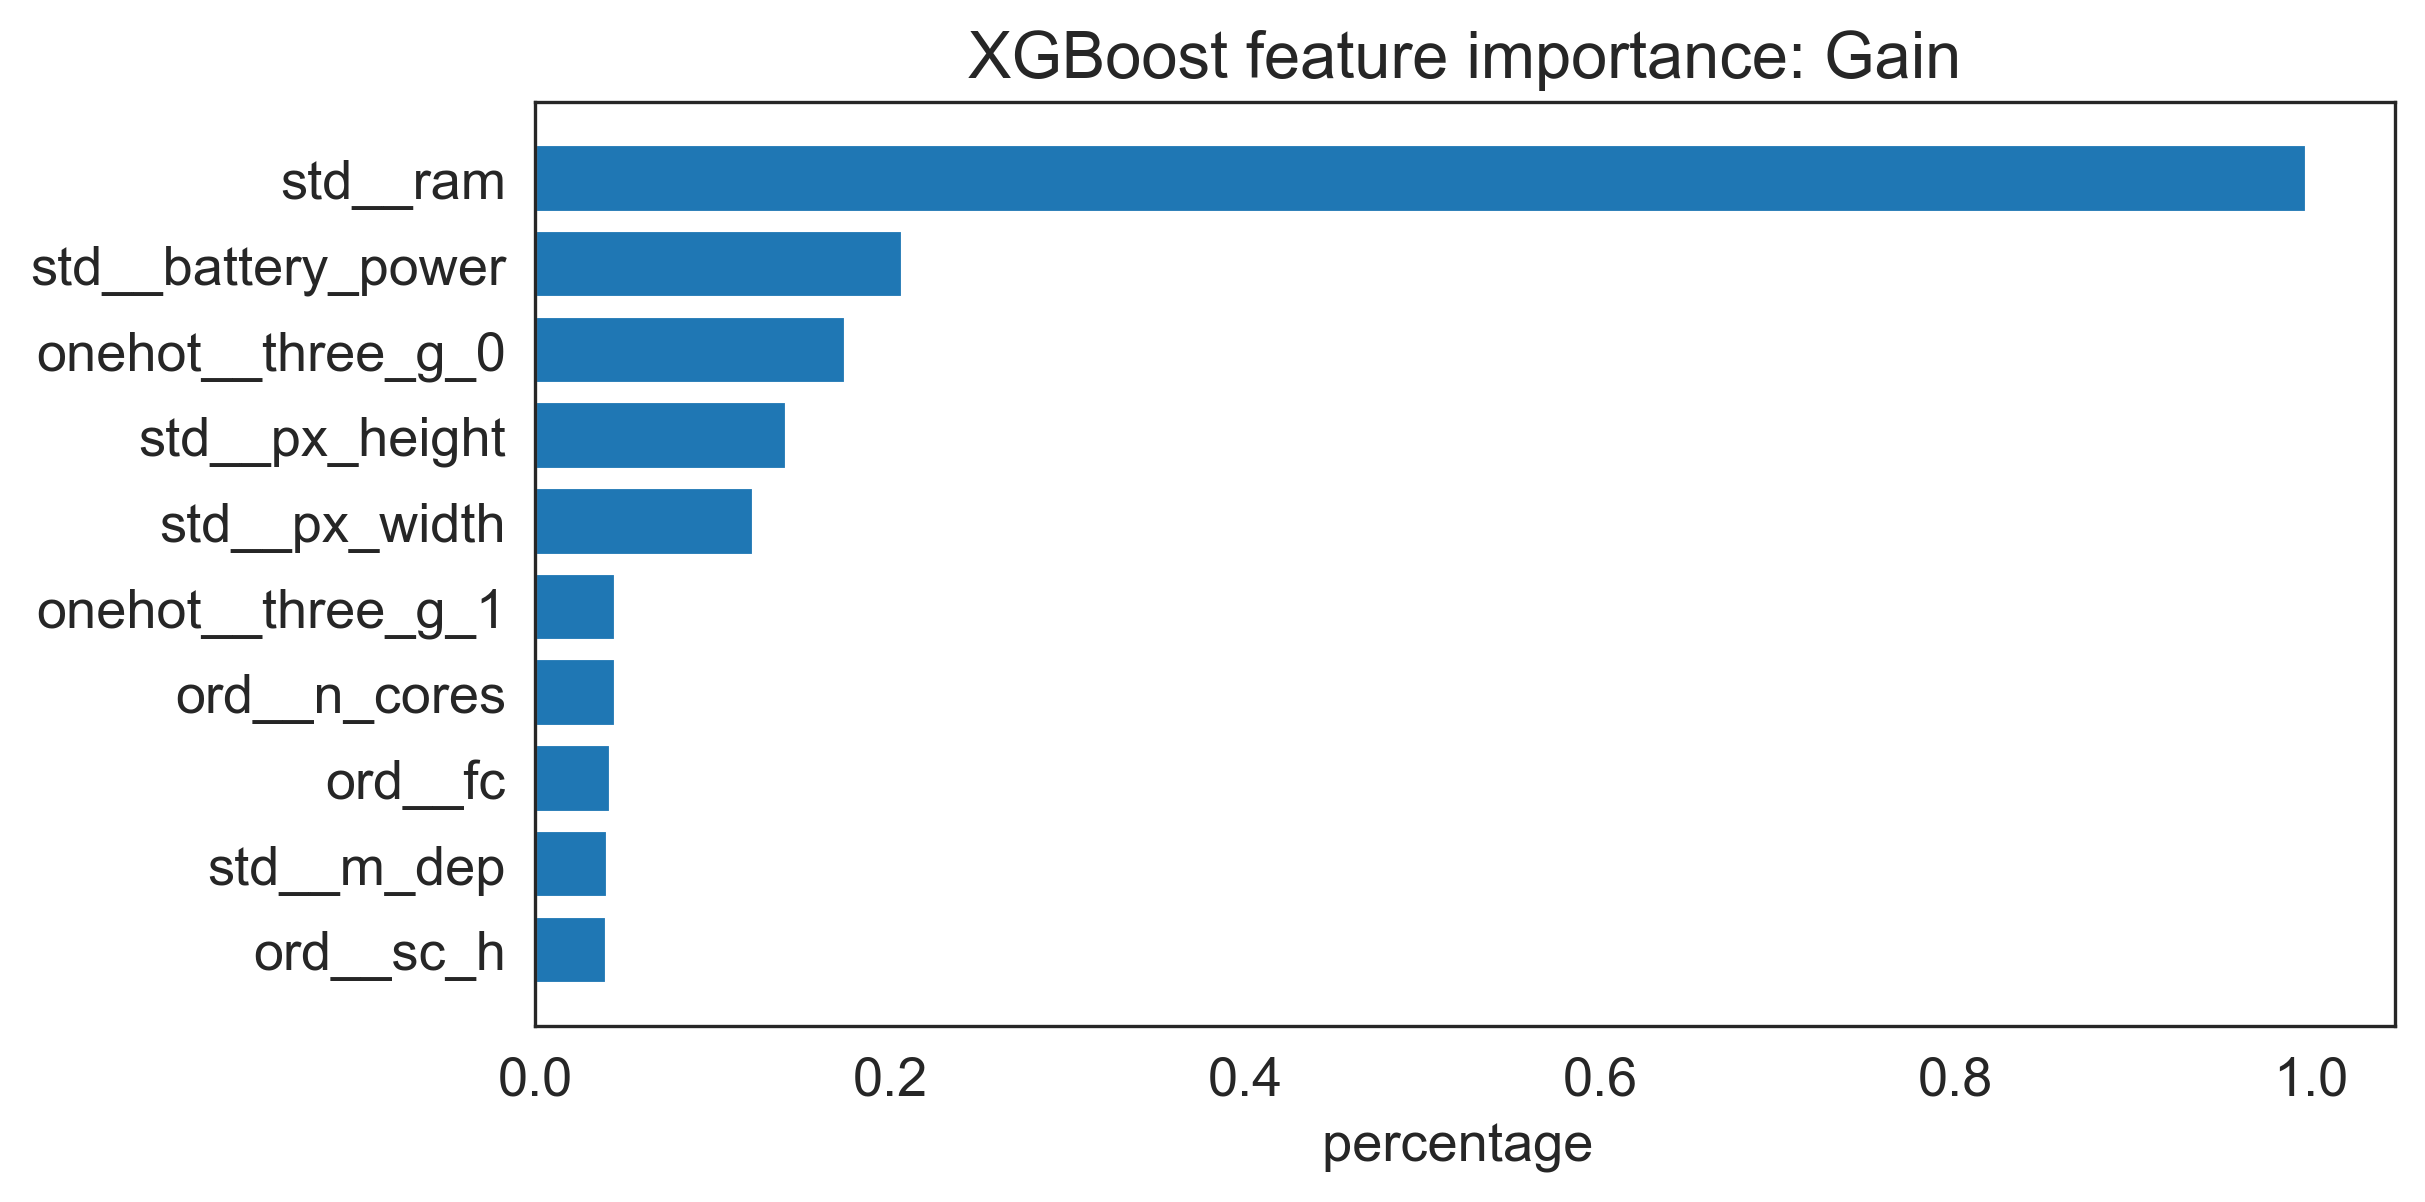 XGBoost feature importance: Gain
std__ram
std__battery_power
onehot__three_g_0
std__px_height
std__px_width
onehot__three_g_1
ord__n_cores
ord__fc
std__m_dep
ord__sc_h
0.0 0.2 0.4 0.6 0.8 1.0
percentage